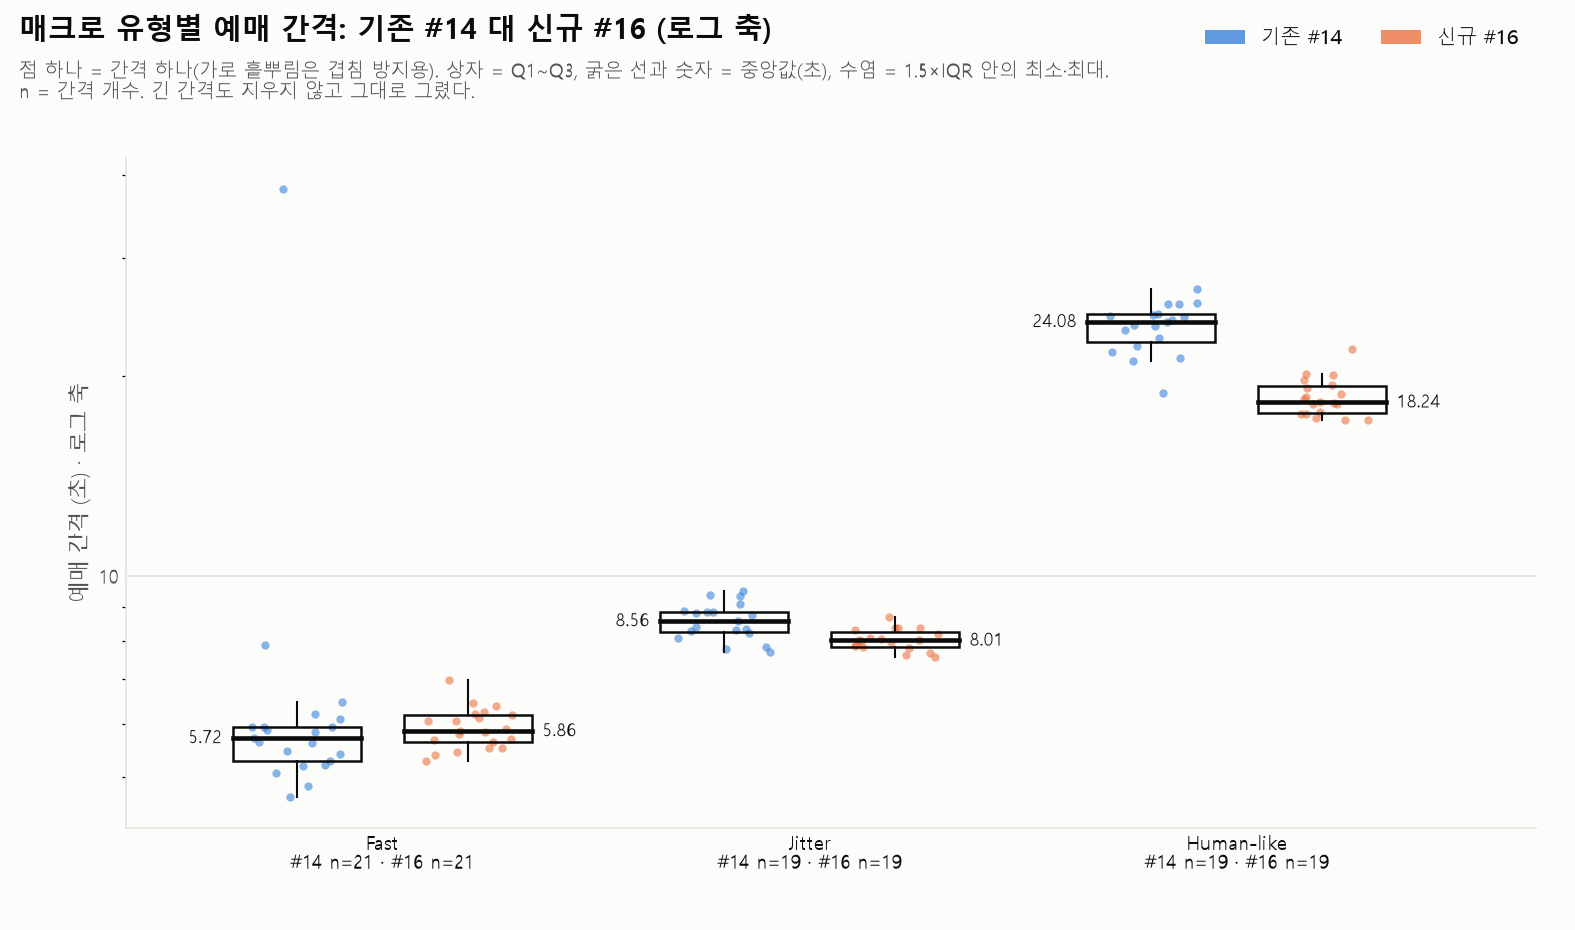 매크로 유형별 예매 간격: 기존 #14 대 신규 #16 (로그 축)
기존 #14
신규 #16
점 하나 = 간격 하나(가로 흩뿌림은 겹침 방지용). 상자 = Q1~Q3, 굵은 선과 숫자 = 중앙값(초), 수염 = 1.5×IQR 안의 최소·최대.
n = 간격 개수. 긴 간격도 지우지 않고 그대로 그렸다.
예매 간격 (초) · 로그 축
10
5.72
5.86
8.56
8.01
24.08
18.24
Fast
#14 n=21 · #16 n=21
Jitter
#14 n=19 · #16 n=19
Human-like
#14 n=19 · #16 n=19